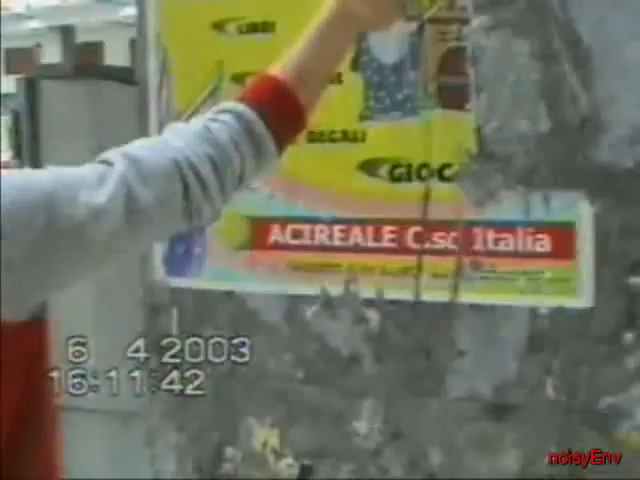 LIBRI
REGALI
GIOC
ACIREALE C.so Italia
6 4 2003
16:11:42
noisyEnv